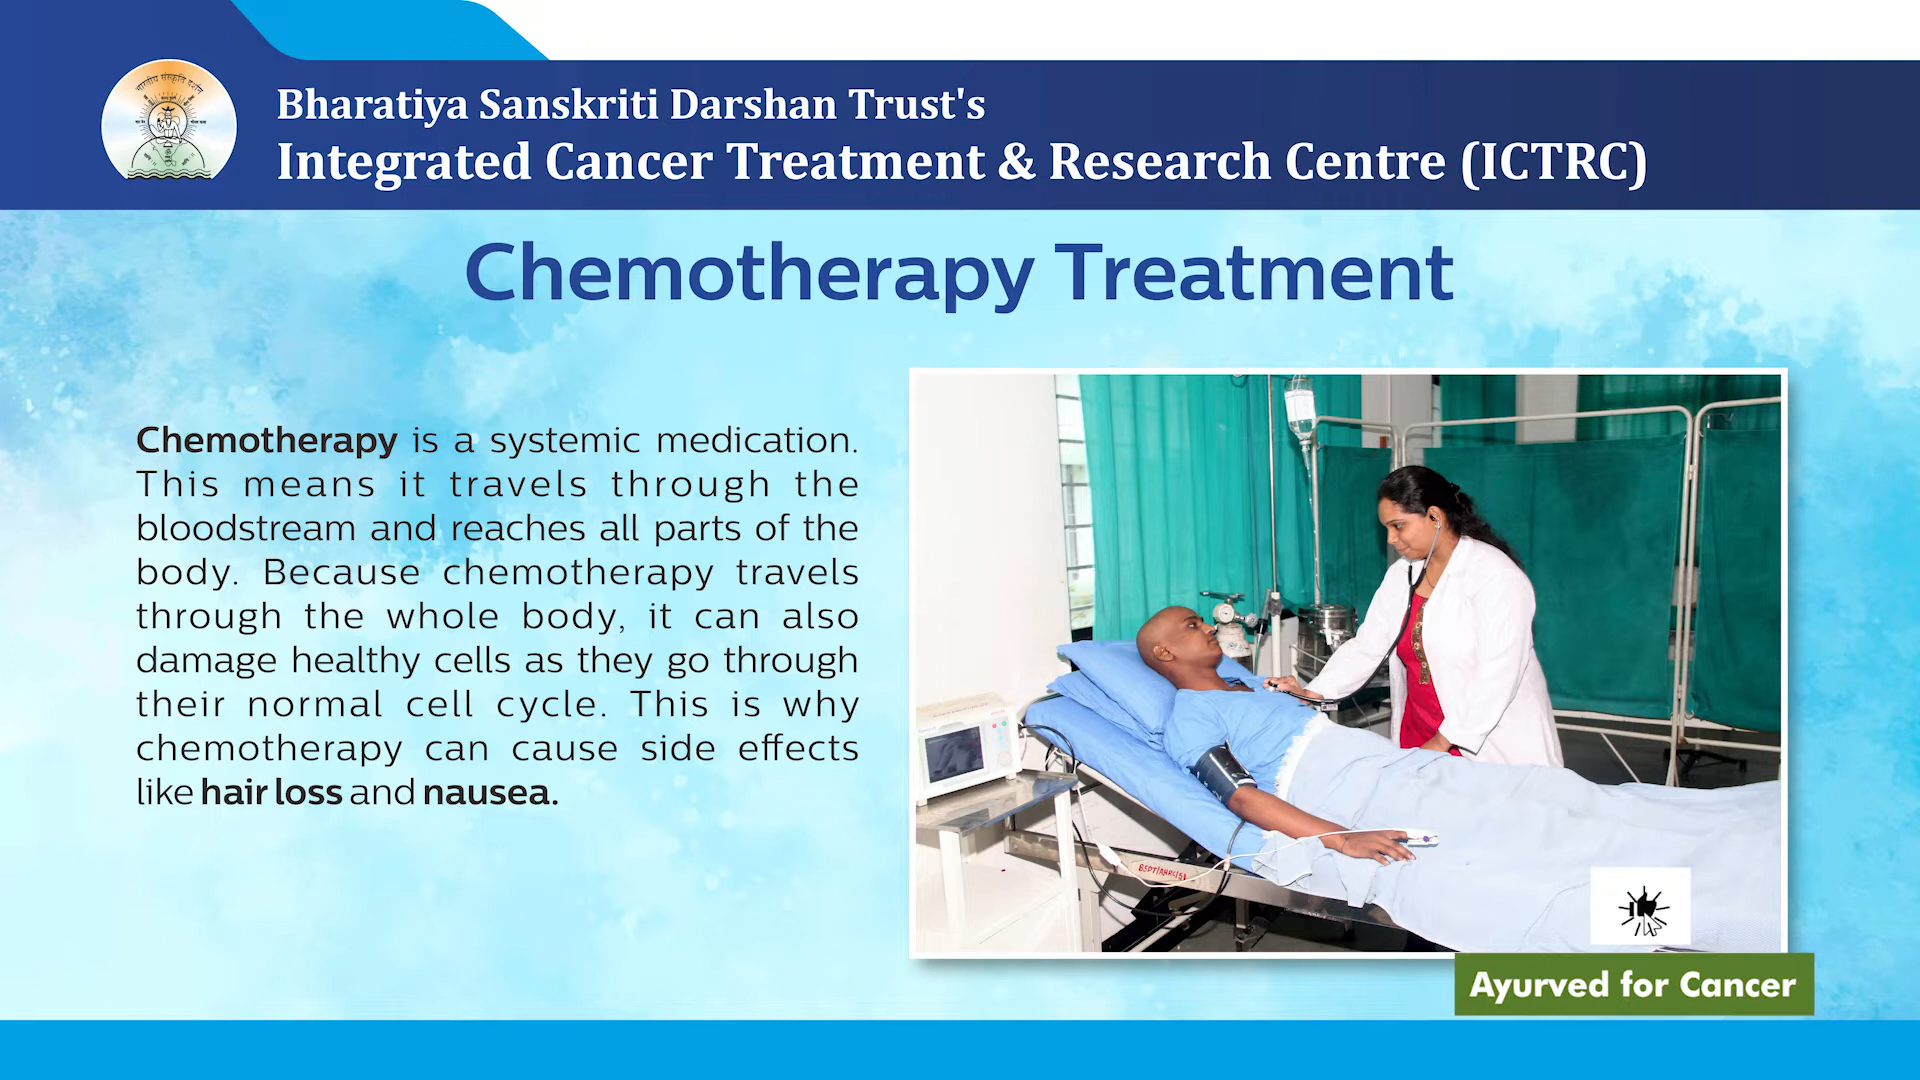 भारतीय संस्कृति दर्शन
Bharatiya Sanskriti Darshan Trust's
Integrated Cancer Treatment & Research Centre (ICTRC)
Chemotherapy Treatment
Chemotherapy is a systemic medication.
This means it travels through the
bloodstream and reaches all parts of the
body. Because chemotherapy travels
through the whole body, it can also
damage healthy cells as they go through
their normal cell cycle. This is why
chemotherapy can cause side effects
like hair loss and nausea.
Ayurved for Cancer